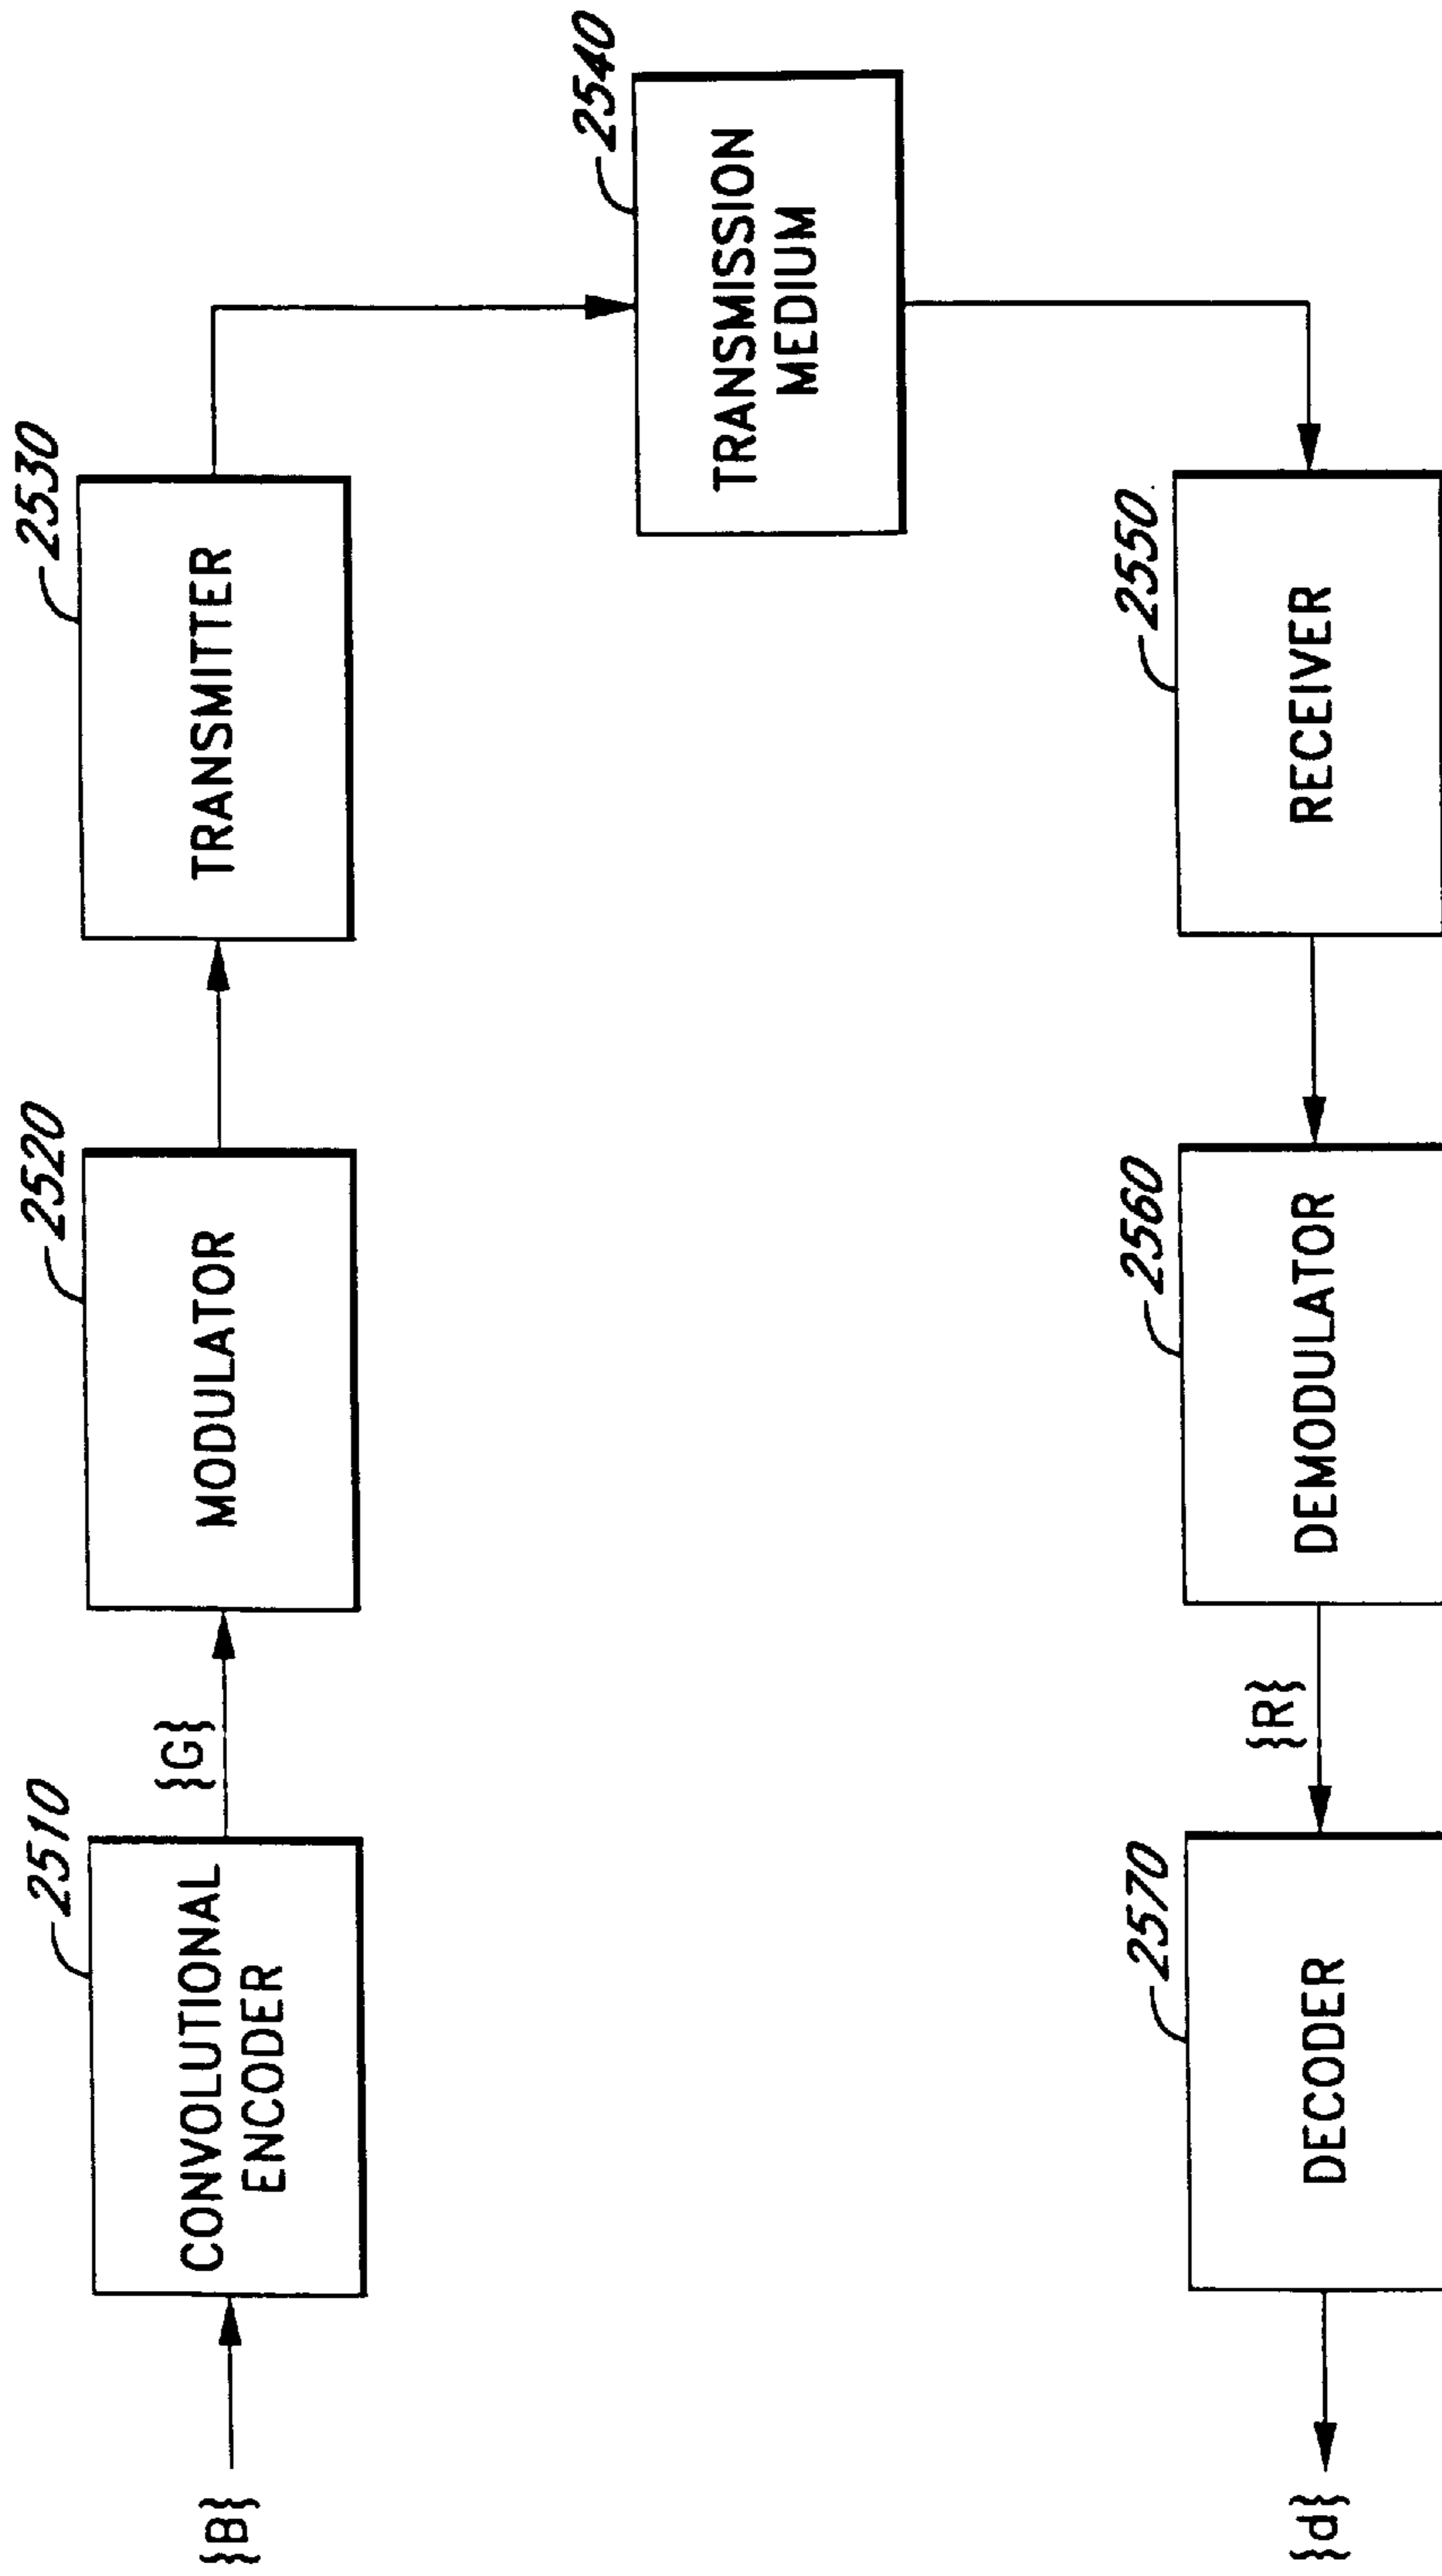 {B}
2510
CONVOLUTIONAL
ENCODER
{G}
2520
MODULATOR
2530
TRANSMITTER
2540
TRANSMISSION
MEDIUM
2550
RECEIVER
2560
DEMODULATOR
{R}
2570
DECODER
{d}